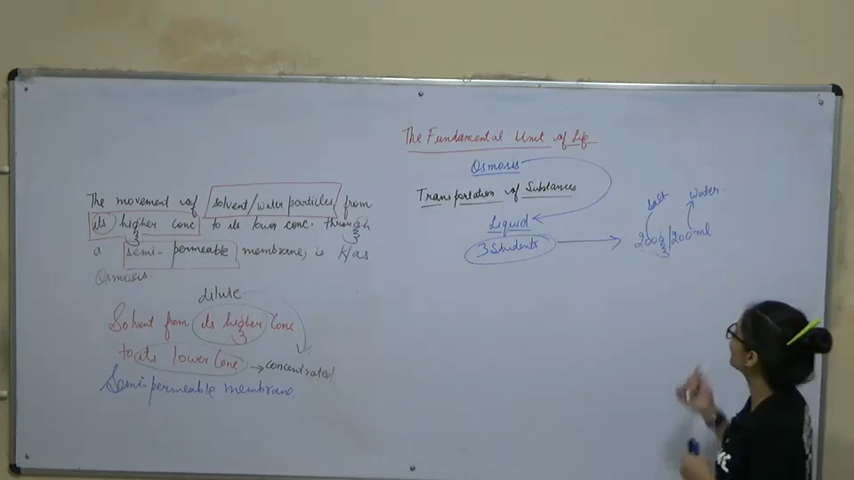 The Fundamental Unit of Life
Osmosis
Transportation of Substances
Liquid
3 Students
salt water
200g/200ml
The movement of solvent/water particles from
its higher conc to its lower conc. through
a semi-permeable membrane, is k/as
Osmosis
dilute
Solvent from its higher Conc
to its lower Conc → concentrated
Semi-permeable membrane